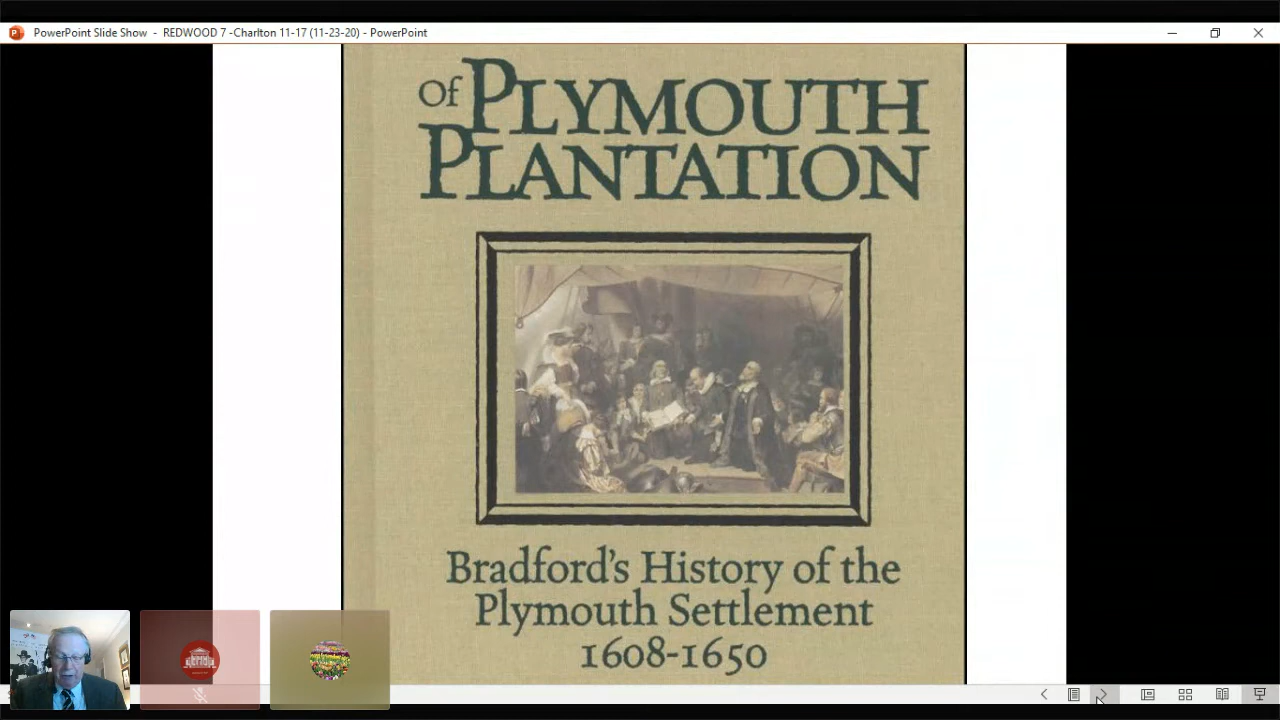 PowerPoint Slide Show - REDWOOD 7 -Charlton 11-17 (11-23-20) - PowerPoint
Of PLYMOUTH
PLANTATION
Bradford's History of the
Plymouth Settlement
1608-1650